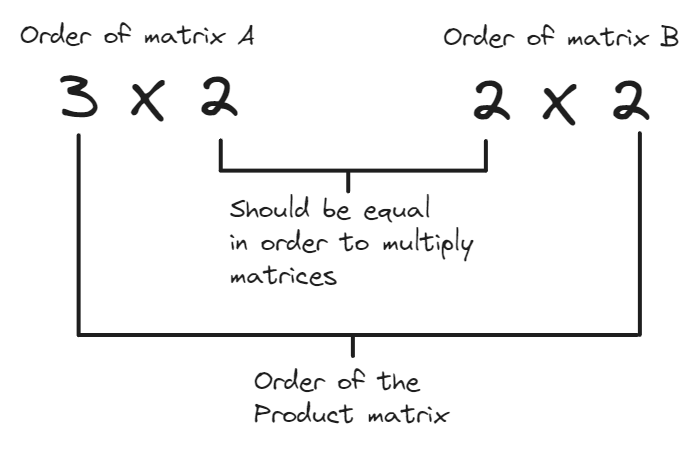 Order of matrix A
Order of matrix B
3 X 2
2 X 2
Should be equal
in order to multiply
matrices
Order of the
Product matrix